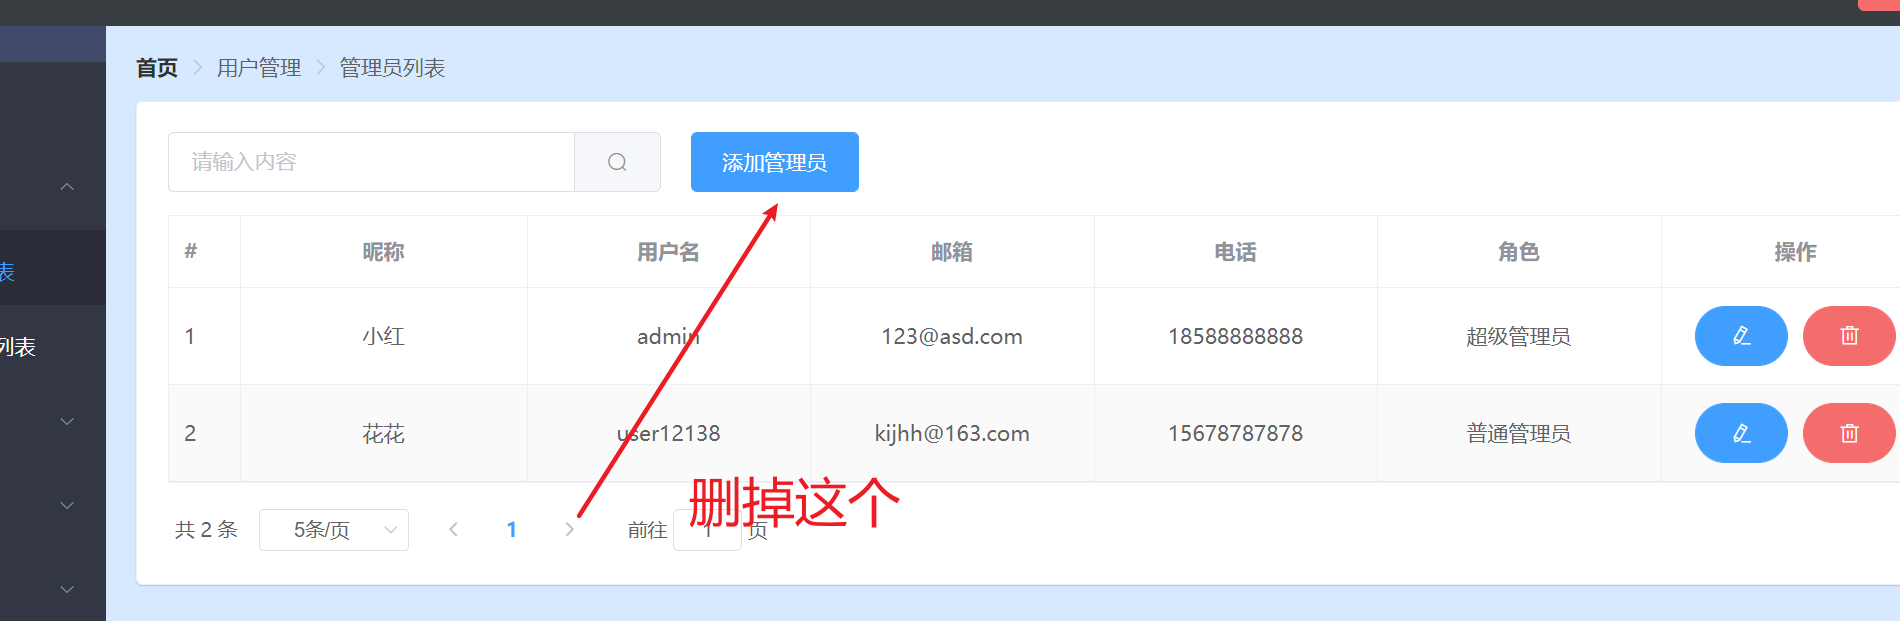 首页 > 用户管理 > 管理员列表
请输入内容 添加管理员
表
列表
# 昵称 用户名 邮箱 电话 角色 操作
1 小红 admin 123@asd.com 18588888888 超级管理员
2 花花 user12138 kijhh@163.com 15678787878 普通管理员
删掉这个
共 2 条 5条/页 < 1 > 前往 1 页